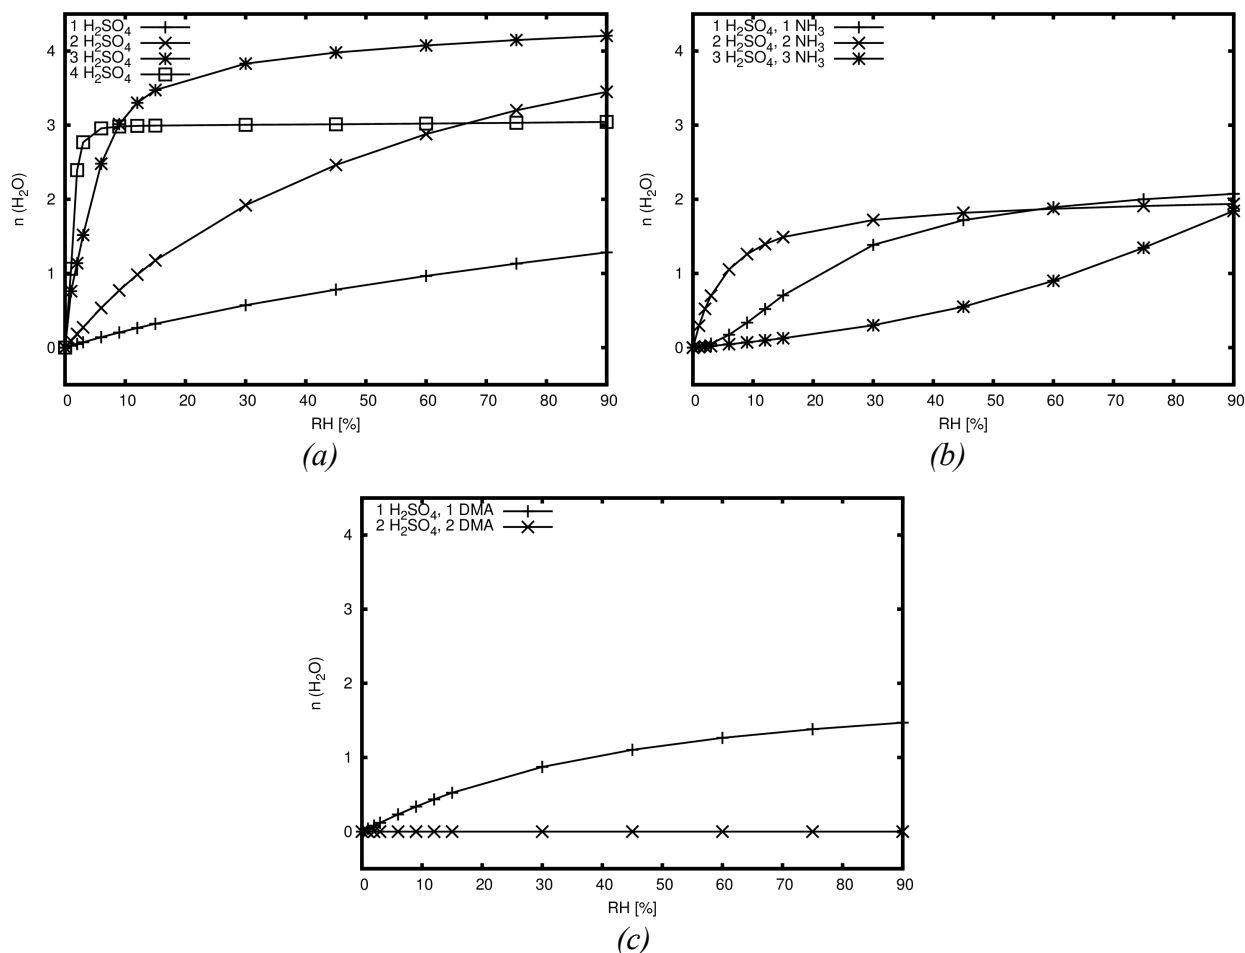 1 H₂SO₄
2 H₂SO₄
3 H₂SO₄
4 H₂SO₄
4
3
2
1
0
n (H₂O)
0 10 20 30 40 50 60 70 80 90
RH [%]
(a)
1 H₂SO₄, 1 NH₃
2 H₂SO₄, 2 NH₃
3 H₂SO₄, 3 NH₃
4
3
2
1
0
n (H₂O)
0 10 20 30 40 50 60 70 80 90
RH [%]
(b)
1 H₂SO₄, 1 DMA
2 H₂SO₄, 2 DMA
4
3
2
1
0
n (H₂O)
0 10 20 30 40 50 60 70 80 90
RH [%]
(c)